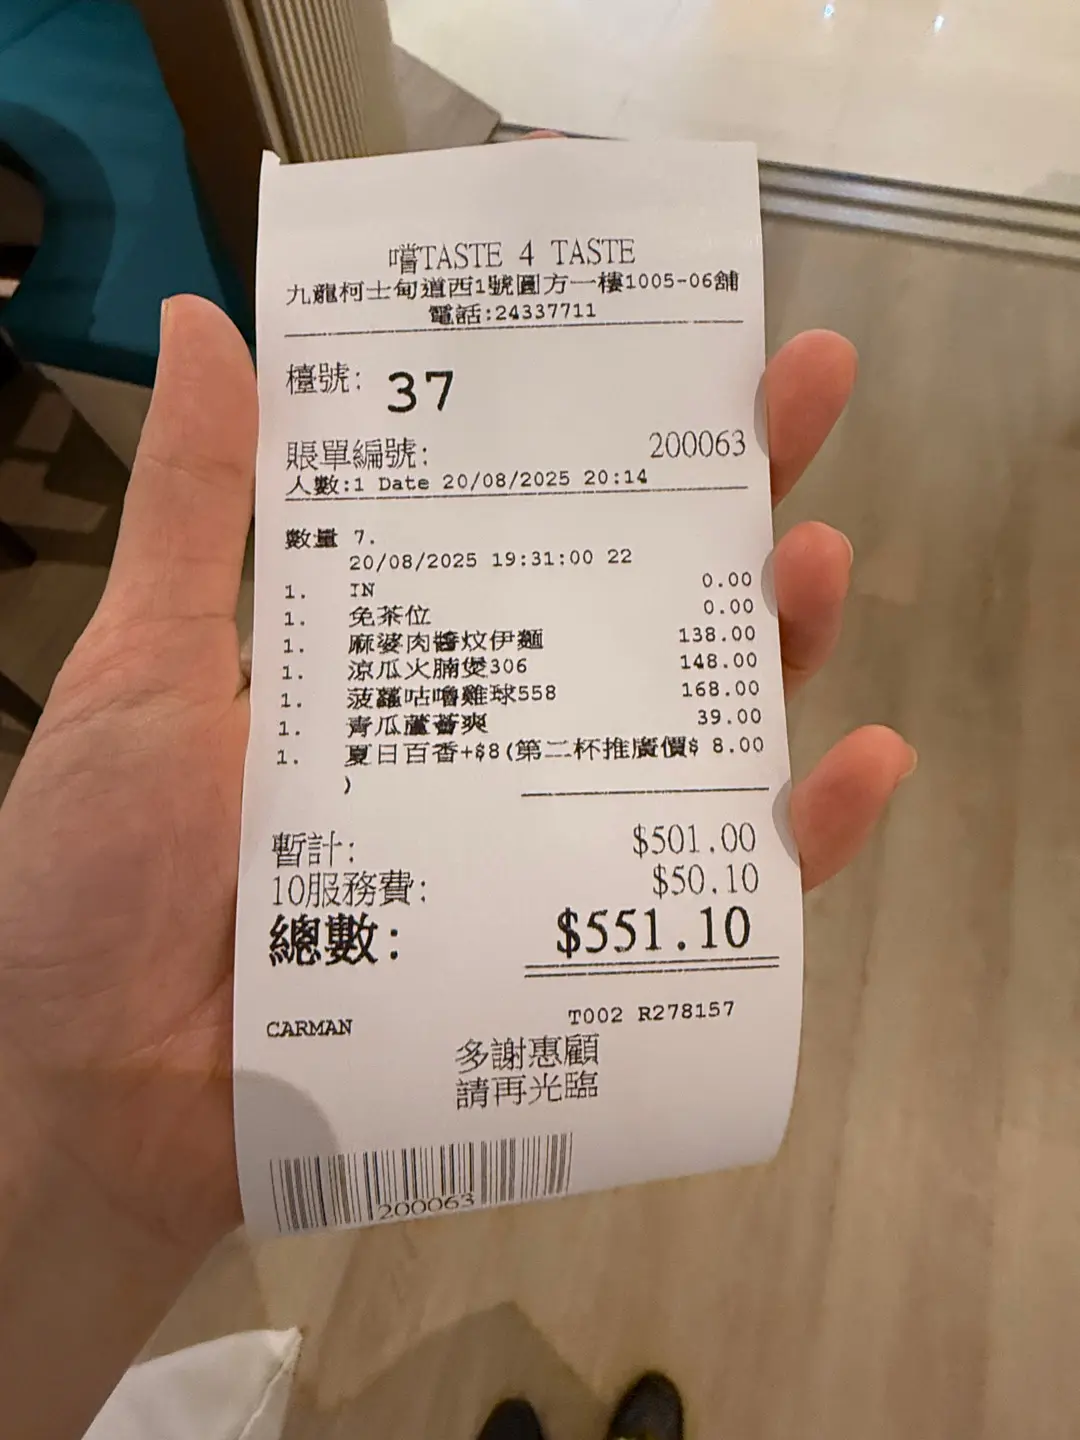 嚐TASTE 4 TASTE
九龍柯士甸道西1號圓方一樓1005-06舖
電話:24337711
檯號: 37
賬單編號: 200063
人數:1 Date 20/08/2025 20:14
數量 7.
20/08/2025 19:31:00 22
1. IN 0.00
1. 免茶位 0.00
1. 麻婆肉醬炆伊麵 138.00
1. 涼瓜火腩煲306 148.00
1. 菠蘿咕嚕雞球558 168.00
1. 青瓜蘆薈爽 39.00
1. 夏日百香+$8(第二杯推廣價$ 8.00
)
暫計: $501.00
10服務費: $50.10
總數: $551.10
CARMAN T002 R278157
多謝惠顧
請再光臨
200063